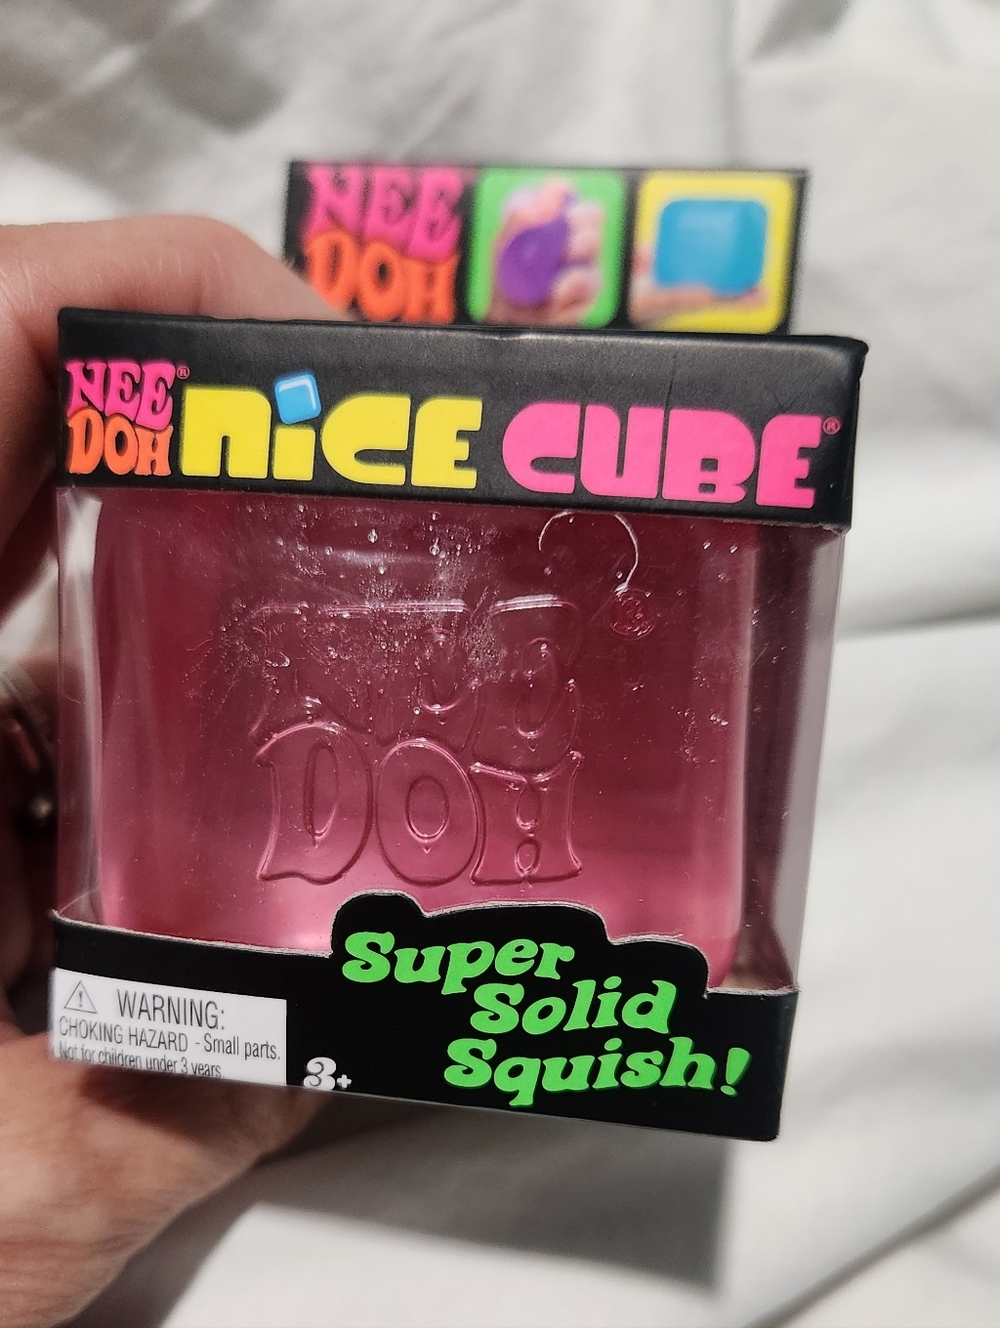 NEE
DOH
NEE®
DOH
NICE CUBE®
NEE
DOH
Super
Solid
Squish!
WARNING:
CHOKING HAZARD - Small parts.
Not for children under 3 years.
3+